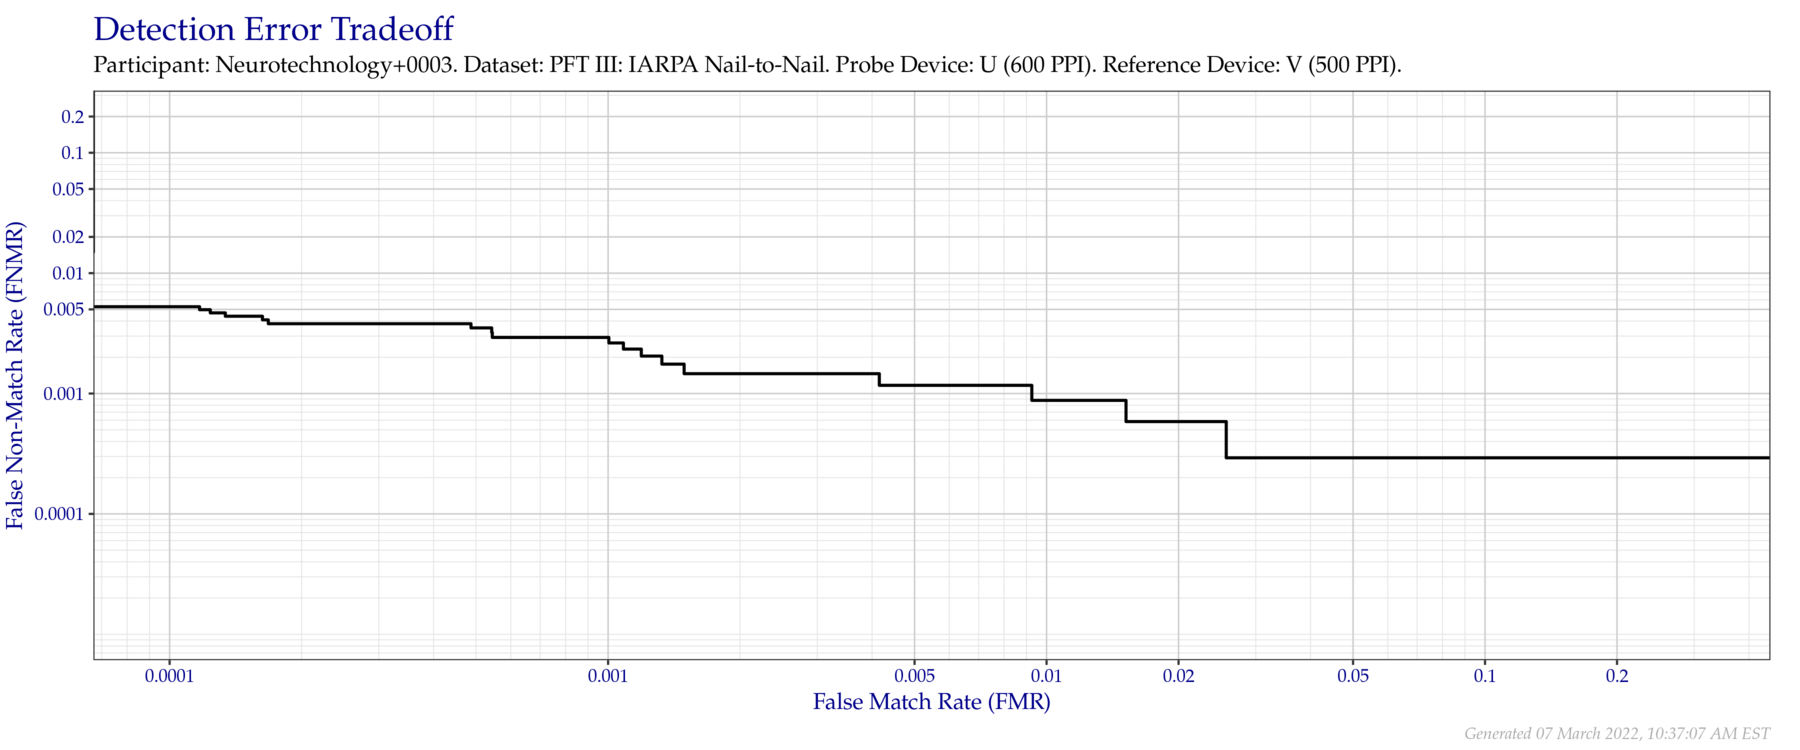 Detection Error Tradeoff
Participant: Neurotechnology+0003. Dataset: PFT III: IARPA Nail-to-Nail. Probe Device: U (600 PPI). Reference Device: V (500 PPI).
False Non-Match Rate (FNMR)
0.2
0.1
0.05
0.02
0.01
0.005
0.001
0.0001
0.0001 0.001 0.005 0.01 0.02 0.05 0.1 0.2
False Match Rate (FMR)
Generated 07 March 2022, 10:37:07 AM EST